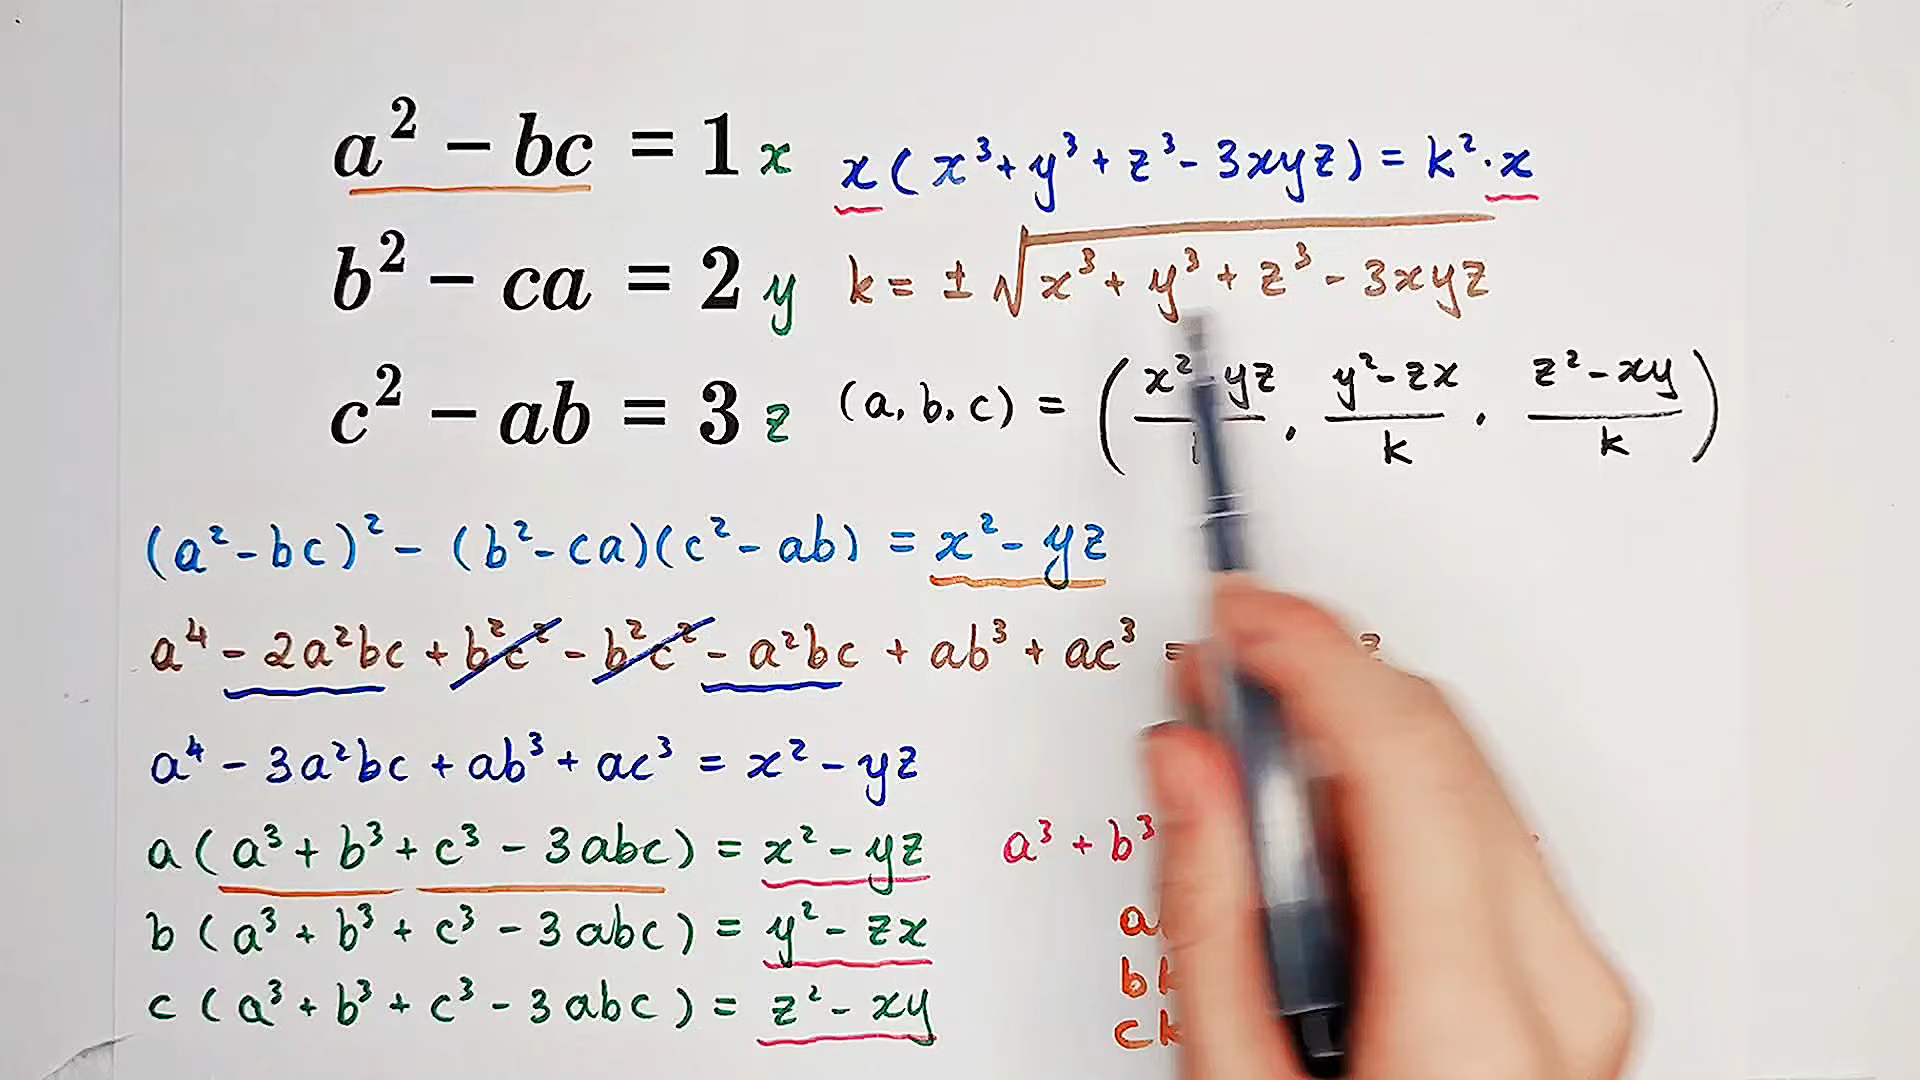 a² − bc = 1 x
x(x³ + y³ + z³ − 3xyz) = k² · x
b² − ca = 2 y
k = ± √x³ + y³ + z³ − 3xyz
c² − ab = 3 z
(a, b, c) = (x² yz / , y² − zx / k , z² − xy / k)
(a² − bc)² − (b² − ca)(c² − ab) = x² − yz
a⁴ − 2a²bc + b²c² − b²c² − a²bc + ab³ + ac³ = z
a⁴ − 3a²bc + ab³ + ac³ = x² − yz
a(a³ + b³ + c³ − 3abc) = x² − yz
a³ + b³
b(a³ + b³ + c³ − 3abc) = y² − zx
a
c(a³ + b³ + c³ − 3abc) = z² − xy
bk
ck